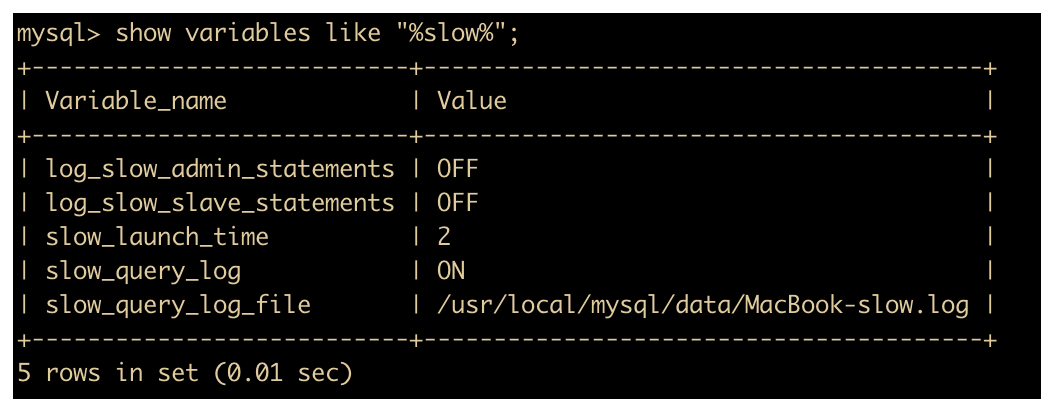 mysql> show variables like "%slow%";
+---------------------------+----------------------------------------+
| Variable_name             | Value                                  |
+---------------------------+----------------------------------------+
| log_slow_admin_statements | OFF                                    |
| log_slow_slave_statements | OFF                                    |
| slow_launch_time          | 2                                      |
| slow_query_log            | ON                                     |
| slow_query_log_file       | /usr/local/mysql/data/MacBook-slow.log |
+---------------------------+----------------------------------------+
5 rows in set (0.01 sec)